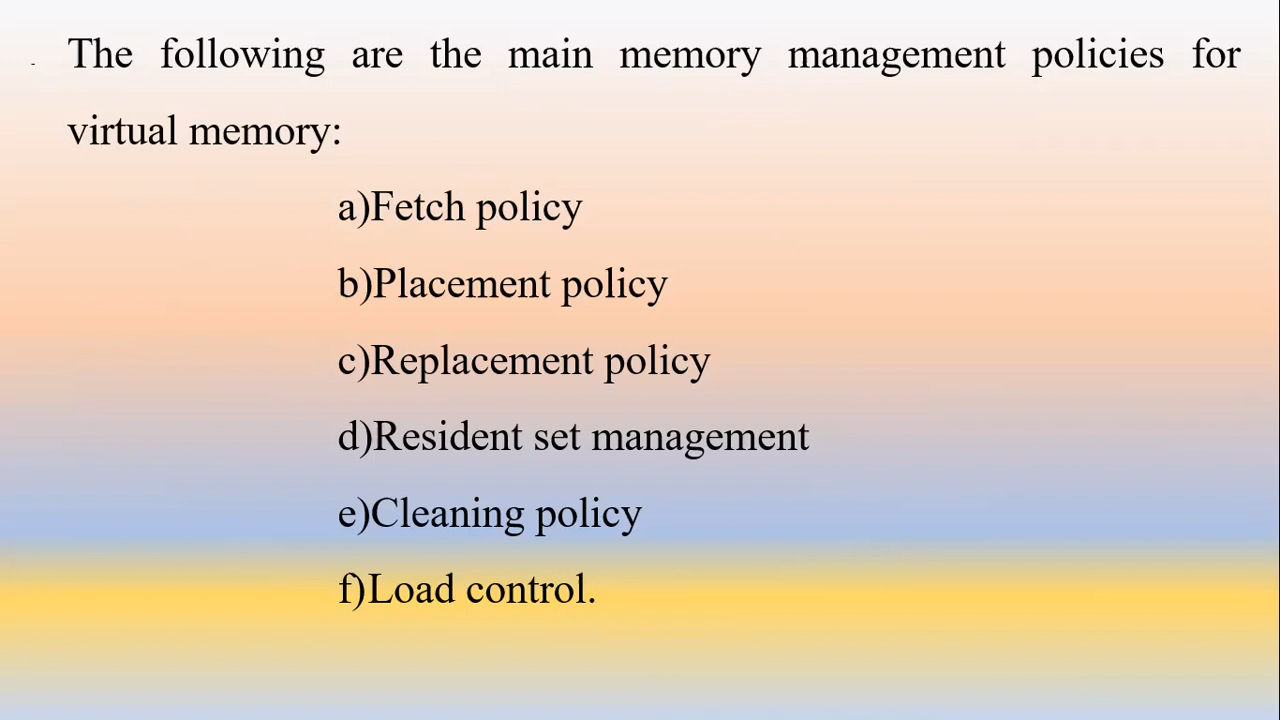 The following are the main memory management policies for
virtual memory:
a)Fetch policy
b)Placement policy
c)Replacement policy
d)Resident set management
e)Cleaning policy
f)Load control.